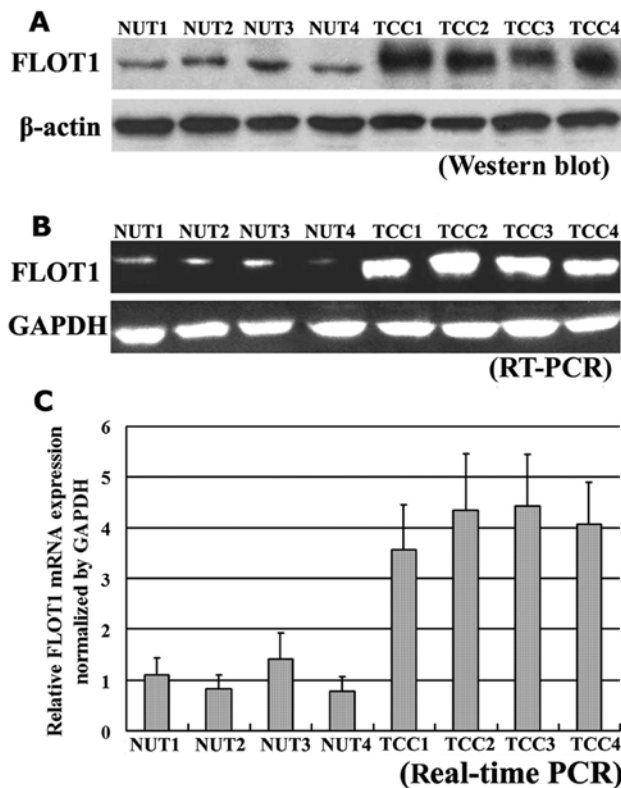 A
NUT1 NUT2 NUT3 NUT4 TCC1 TCC2 TCC3 TCC4
FLOT1
β-actin
(Western blot)
B
NUT1 NUT2 NUT3 NUT4 TCC1 TCC2 TCC3 TCC4
FLOT1
GAPDH
(RT-PCR)
C
Relative FLOT1 mRNA expression
normalized by GAPDH
6
5
4
3
2
1
0
NUT1 NUT2 NUT3 NUT4 TCC1 TCC2 TCC3 TCC4
(Real-time PCR)